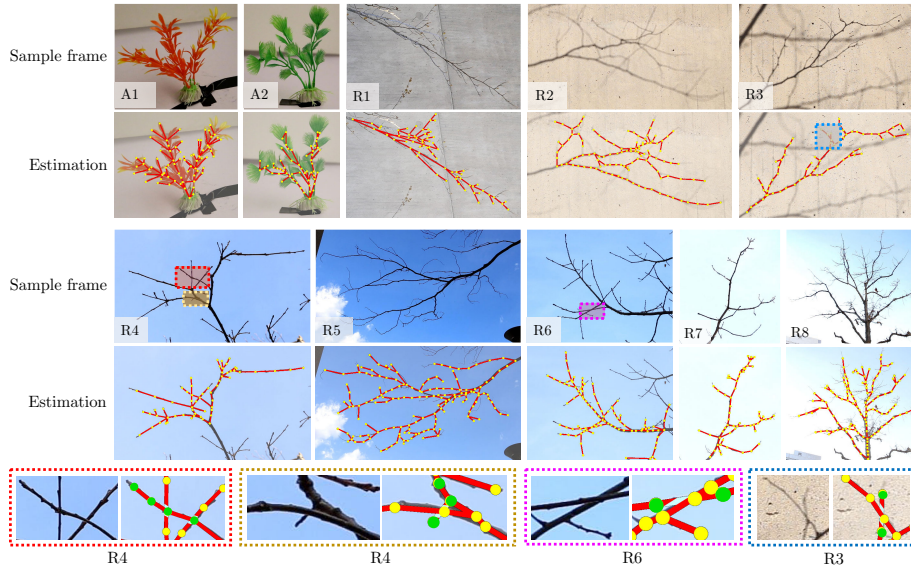 Sample frame
A1
A2
R1
R2
R3
Estimation
Sample frame
R4
R5
R6
R7
R8
Estimation
R4
R4
R6
R3